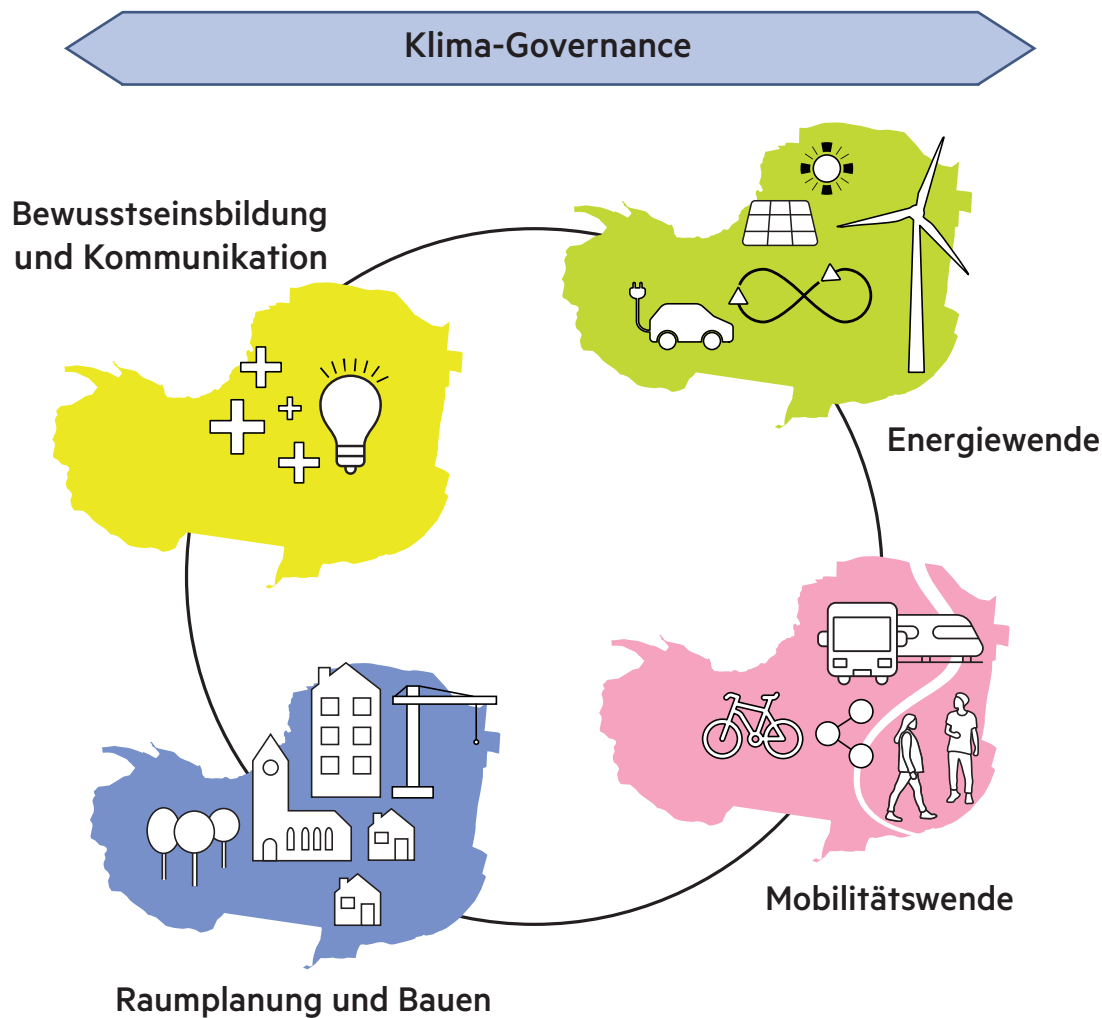 Klima-Governance
Bewusstseinsbildung
und Kommunikation
Energiewende
Mobilitätswende
Raumplanung und Bauen